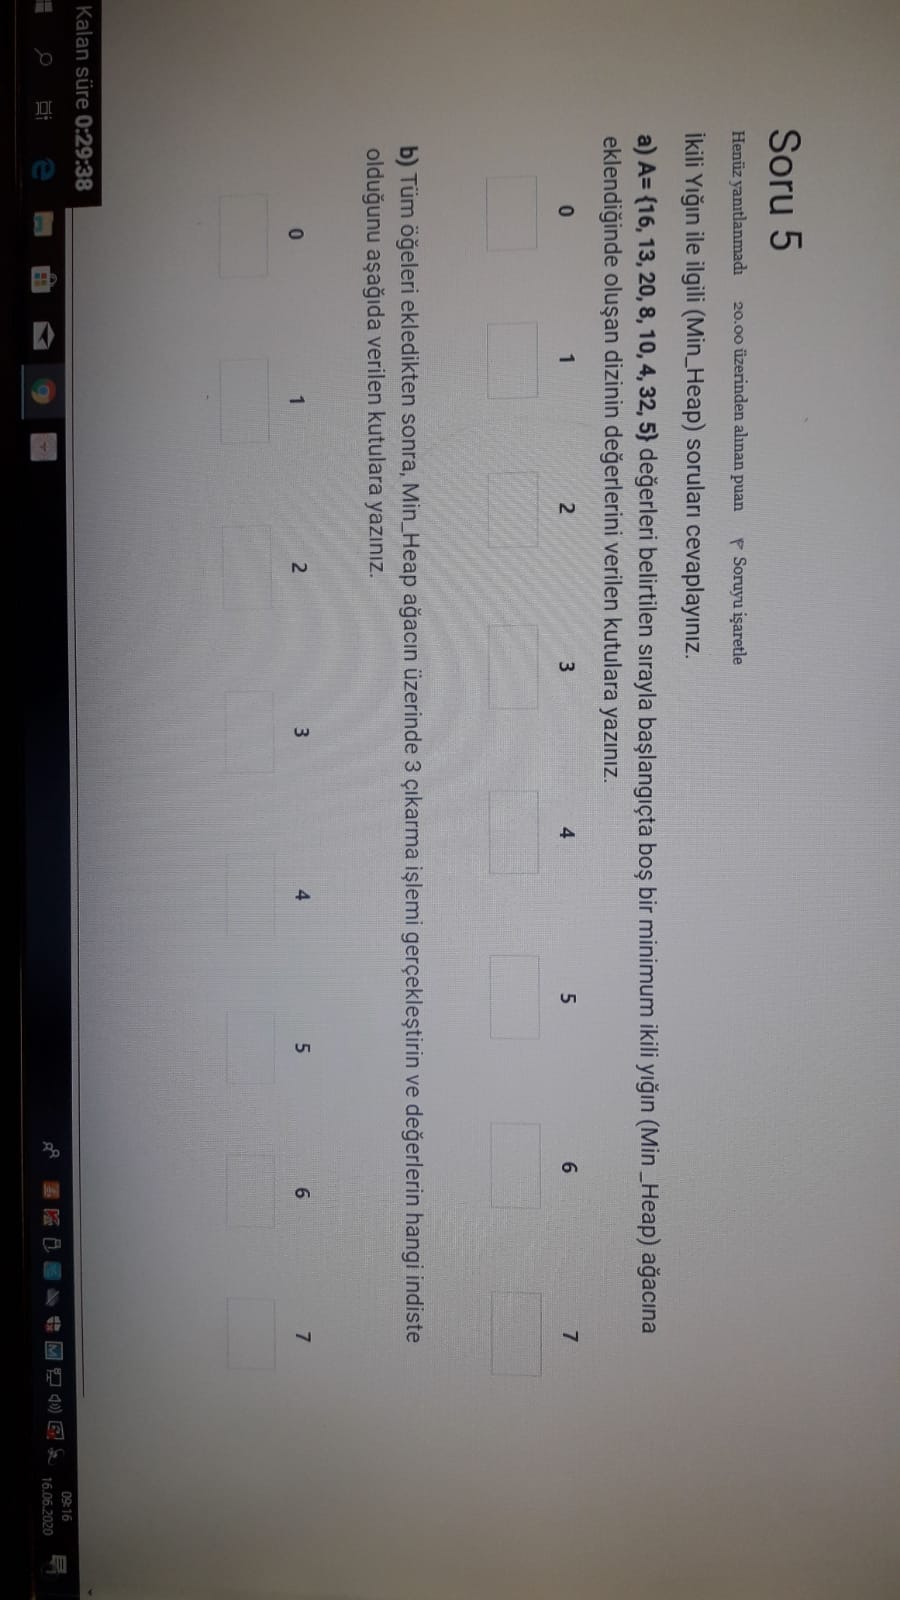 Soru 5
Henüz yanıtlanmadı 20.00 üzerinden alınan puan Soruyu işaretle
İkili Yığın ile ilgili (Min_Heap) soruları cevaplayınız.
a) A= {16, 13, 20, 8, 10, 4, 32, 5} değerleri belirtilen sırayla başlangıçta boş bir minimum ikili yığın (Min _Heap) ağacına
eklendiğinde oluşan dizinin değerlerini verilen kutulara yazınız.
0 1 2 3 4 5 6 7
b) Tüm öğeleri ekledikten sonra, Min_Heap ağacın üzerinde 3 çıkarma işlemi gerçekleştirin ve değerlerin hangi indiste
olduğunu aşağıda verilen kutulara yazınız.
0 1 2 3 4 5 6 7
Kalan süre 0:29:38
09:16
16.06.2020